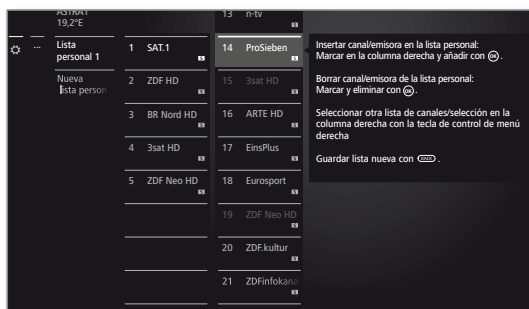 ASTRA1
19,2°E
...
Lista
personal 1
Nueva
lista person
1 SAT.1
S
2 ZDF HD
S
3 BR Nord HD
S
4 3sat HD
S
5 ZDF Neo HD
S
13 n-tv
S
14 ProSieben
S
15 3sat HD
S
16 ARTE HD
S
17 EinsPlus
S
18 Eurosport
S
19 ZDF Neo HD
S
20 ZDF.kultur
S
21 ZDFinfokana
S
Insertar canal/emisora en la lista personal:
Marcar en la columna derecha y añadir con OK .
Borrar canal/emisora de la lista personal:
Marcar y eliminar con OK .
Seleccionar otra lista de canales/selección en la
columna derecha con la tecla de control de menú
derecha
Guardar lista nueva con BACK .